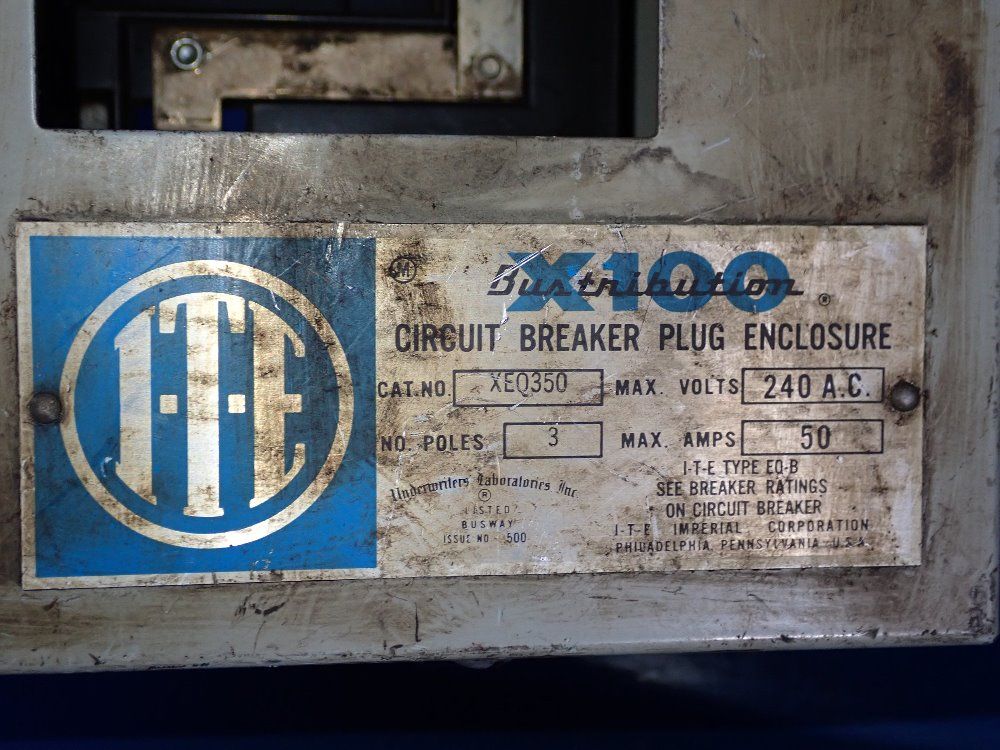 I-T-E
M
X100
Bustribution ®
CIRCUIT BREAKER PLUG ENCLOSURE
CAT. NO. XEQ350 MAX. VOLTS 240 A.C.
NO. POLES 3 MAX. AMPS 50
Underwriters Laboratories Inc.
®
LISTED
BUSWAY
ISSUE NO 500
I-T-E TYPE EQ-B
SEE BREAKER RATINGS
ON CIRCUIT BREAKER
I-T-E IMPERIAL CORPORATION
PHILADELPHIA, PENNSYLVANIA U.S.A.